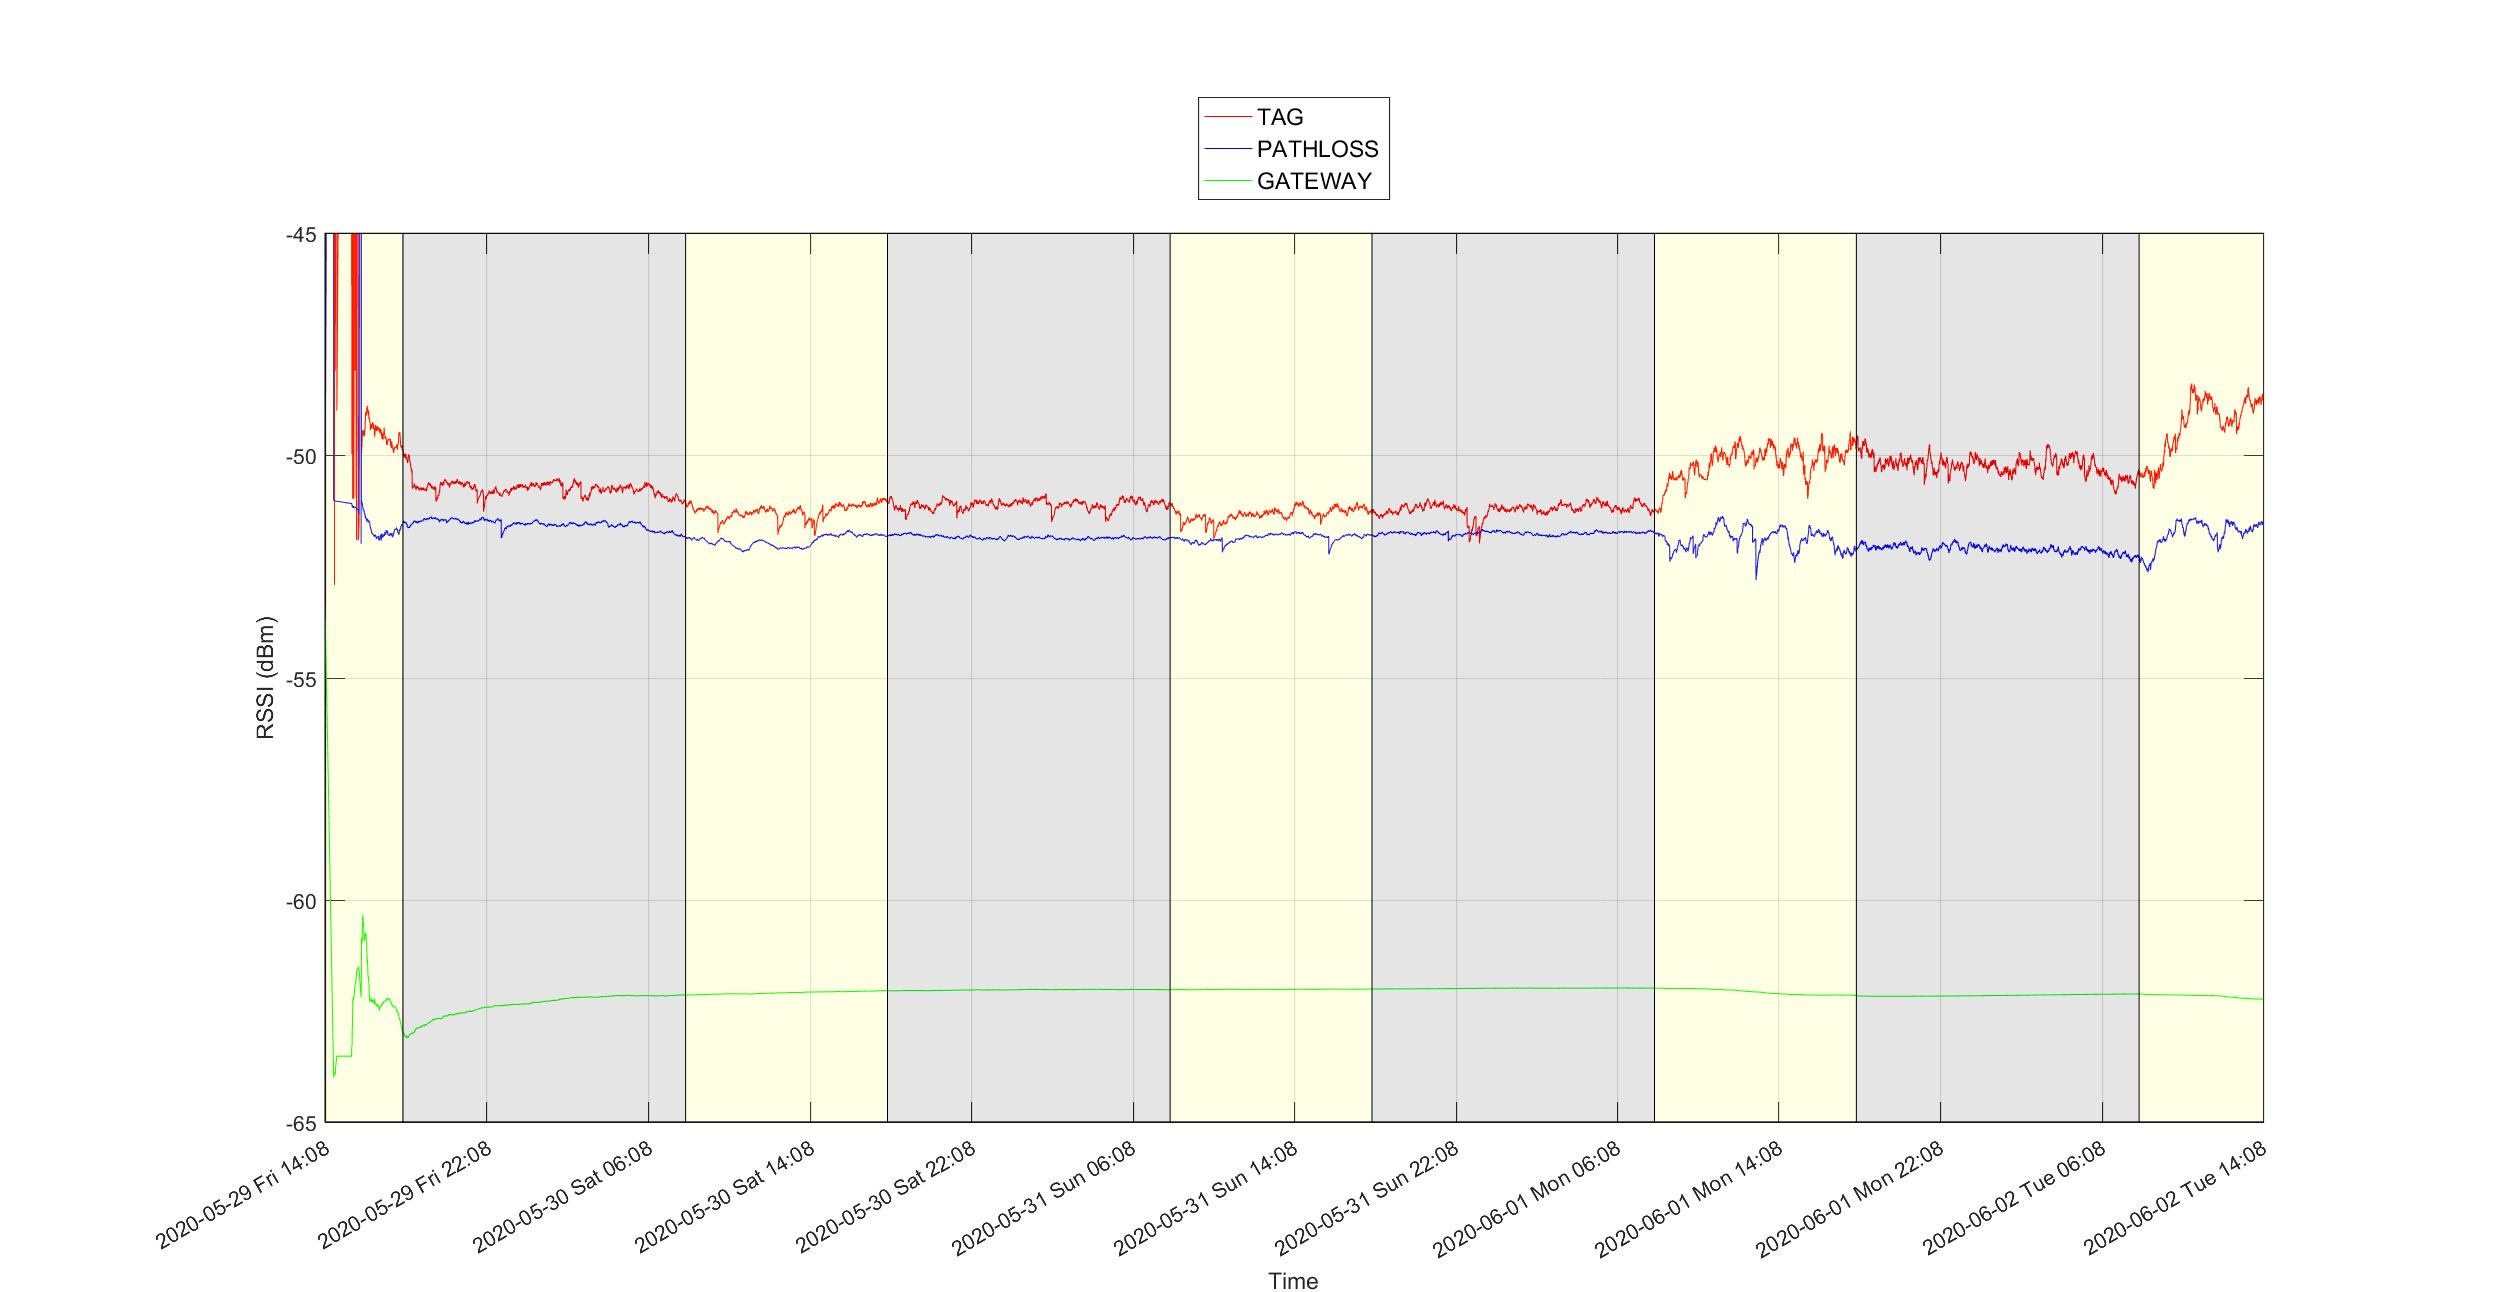 TAG
PATHLOSS
GATEWAY
-45
-50
-55
-60
-65
RSSI (dBm)
2020-05-29 Fri 14:08
2020-05-29 Fri 22:08
2020-05-30 Sat 06:08
2020-05-30 Sat 14:08
2020-05-30 Sat 22:08
2020-05-31 Sun 06:08
2020-05-31 Sun 14:08
2020-05-31 Sun 22:08
2020-06-01 Mon 06:08
2020-06-01 Mon 14:08
2020-06-01 Mon 22:08
2020-06-02 Tue 06:08
2020-06-02 Tue 14:08
Time